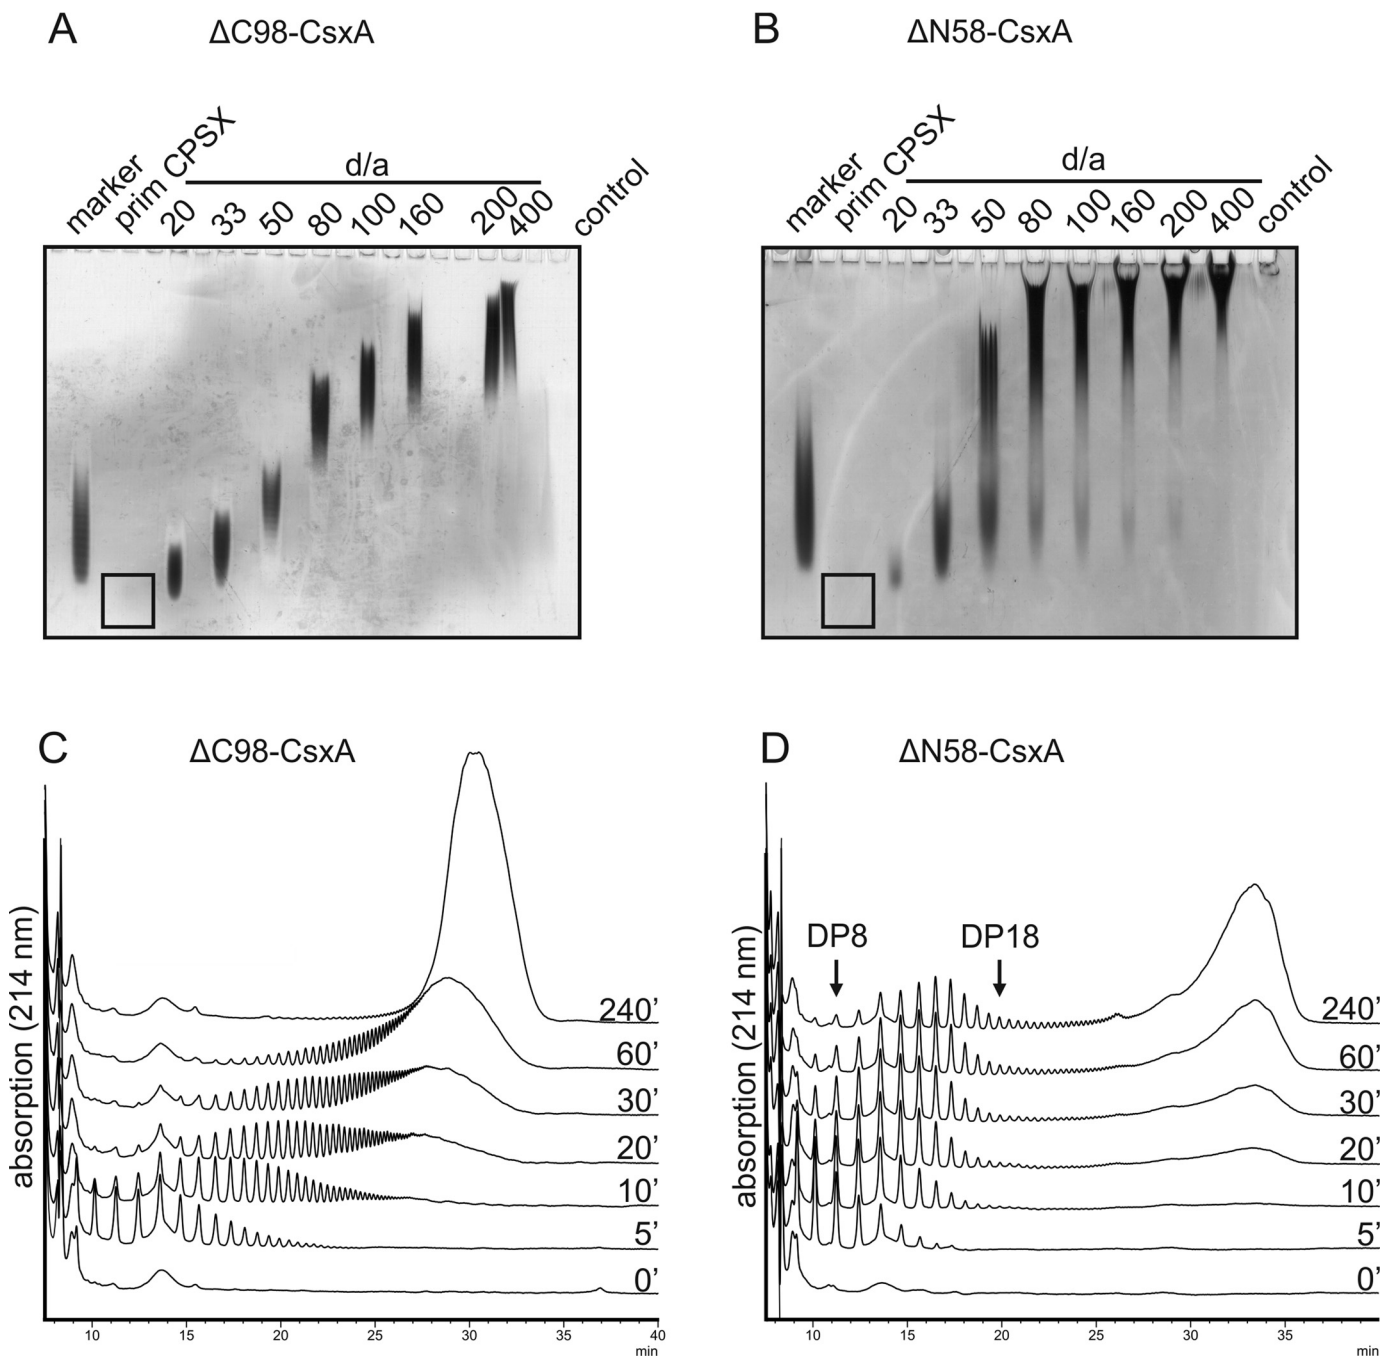 A
ΔC98-CsxA
d/a
marker
prim CPSX
20
33
50
80
100
160
200
400
control
B
ΔN58-CsxA
d/a
marker
prim CPSX
20
33
50
80
100
160
200
400
control
C
ΔC98-CsxA
absorption (214 nm)
240’
60’
30’
20’
10’
5’
0’
10 15 20 25 30 35 40
min
D
ΔN58-CsxA
absorption (214 nm)
DP8 DP18
240’
60’
30’
20’
10’
5’
0’
10 15 20 25 30 35
min